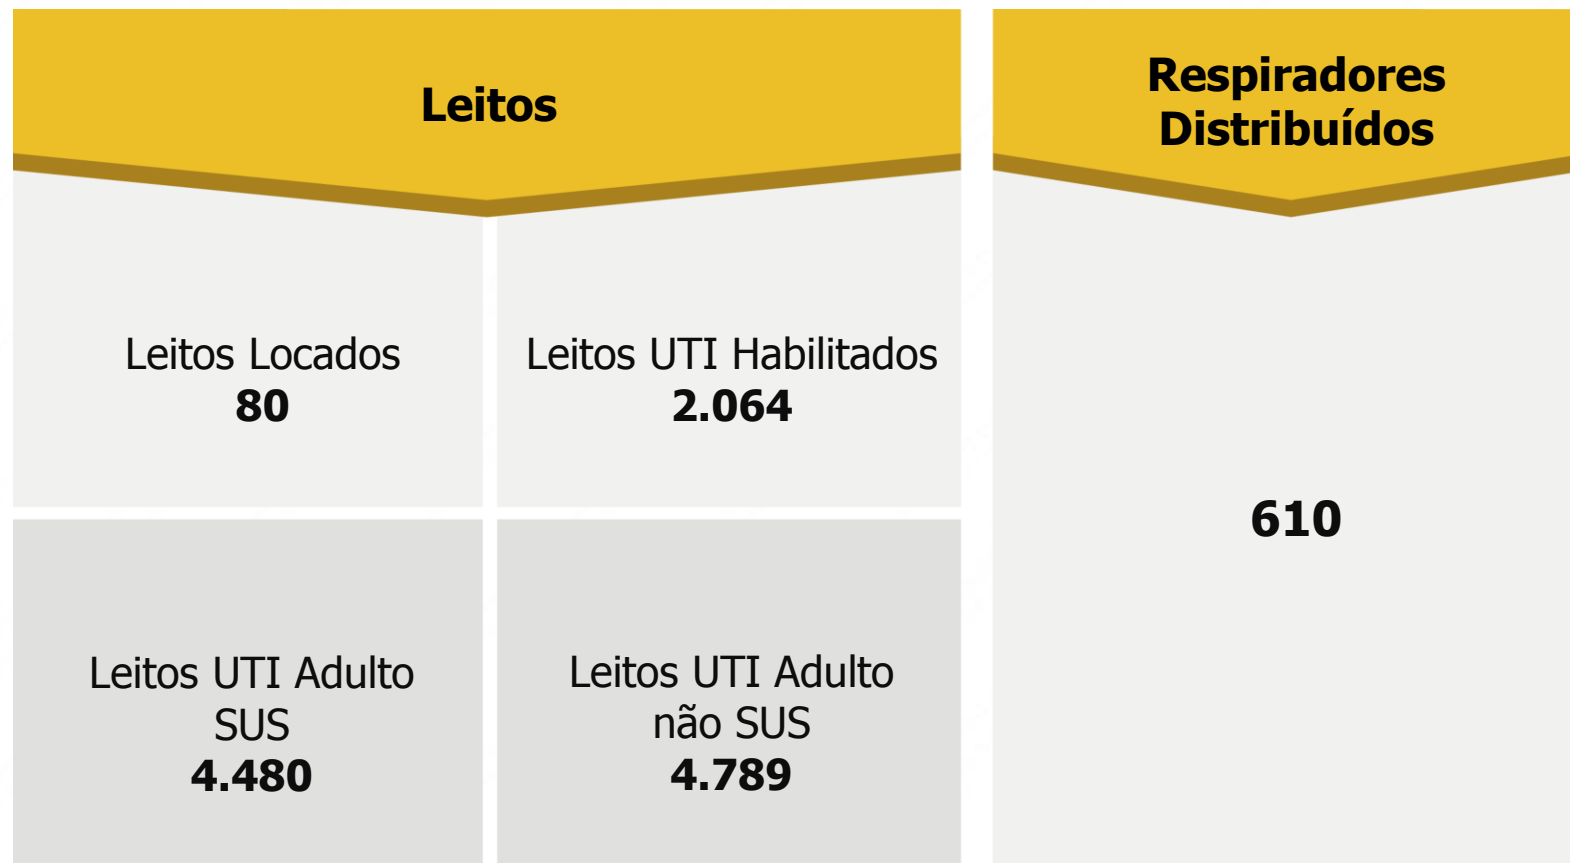 Leitos
Leitos Locados
80
Leitos UTI Habilitados
2.064
Leitos UTI Adulto
SUS
4.480
Leitos UTI Adulto
não SUS
4.789
Respiradores
Distribuídos
610